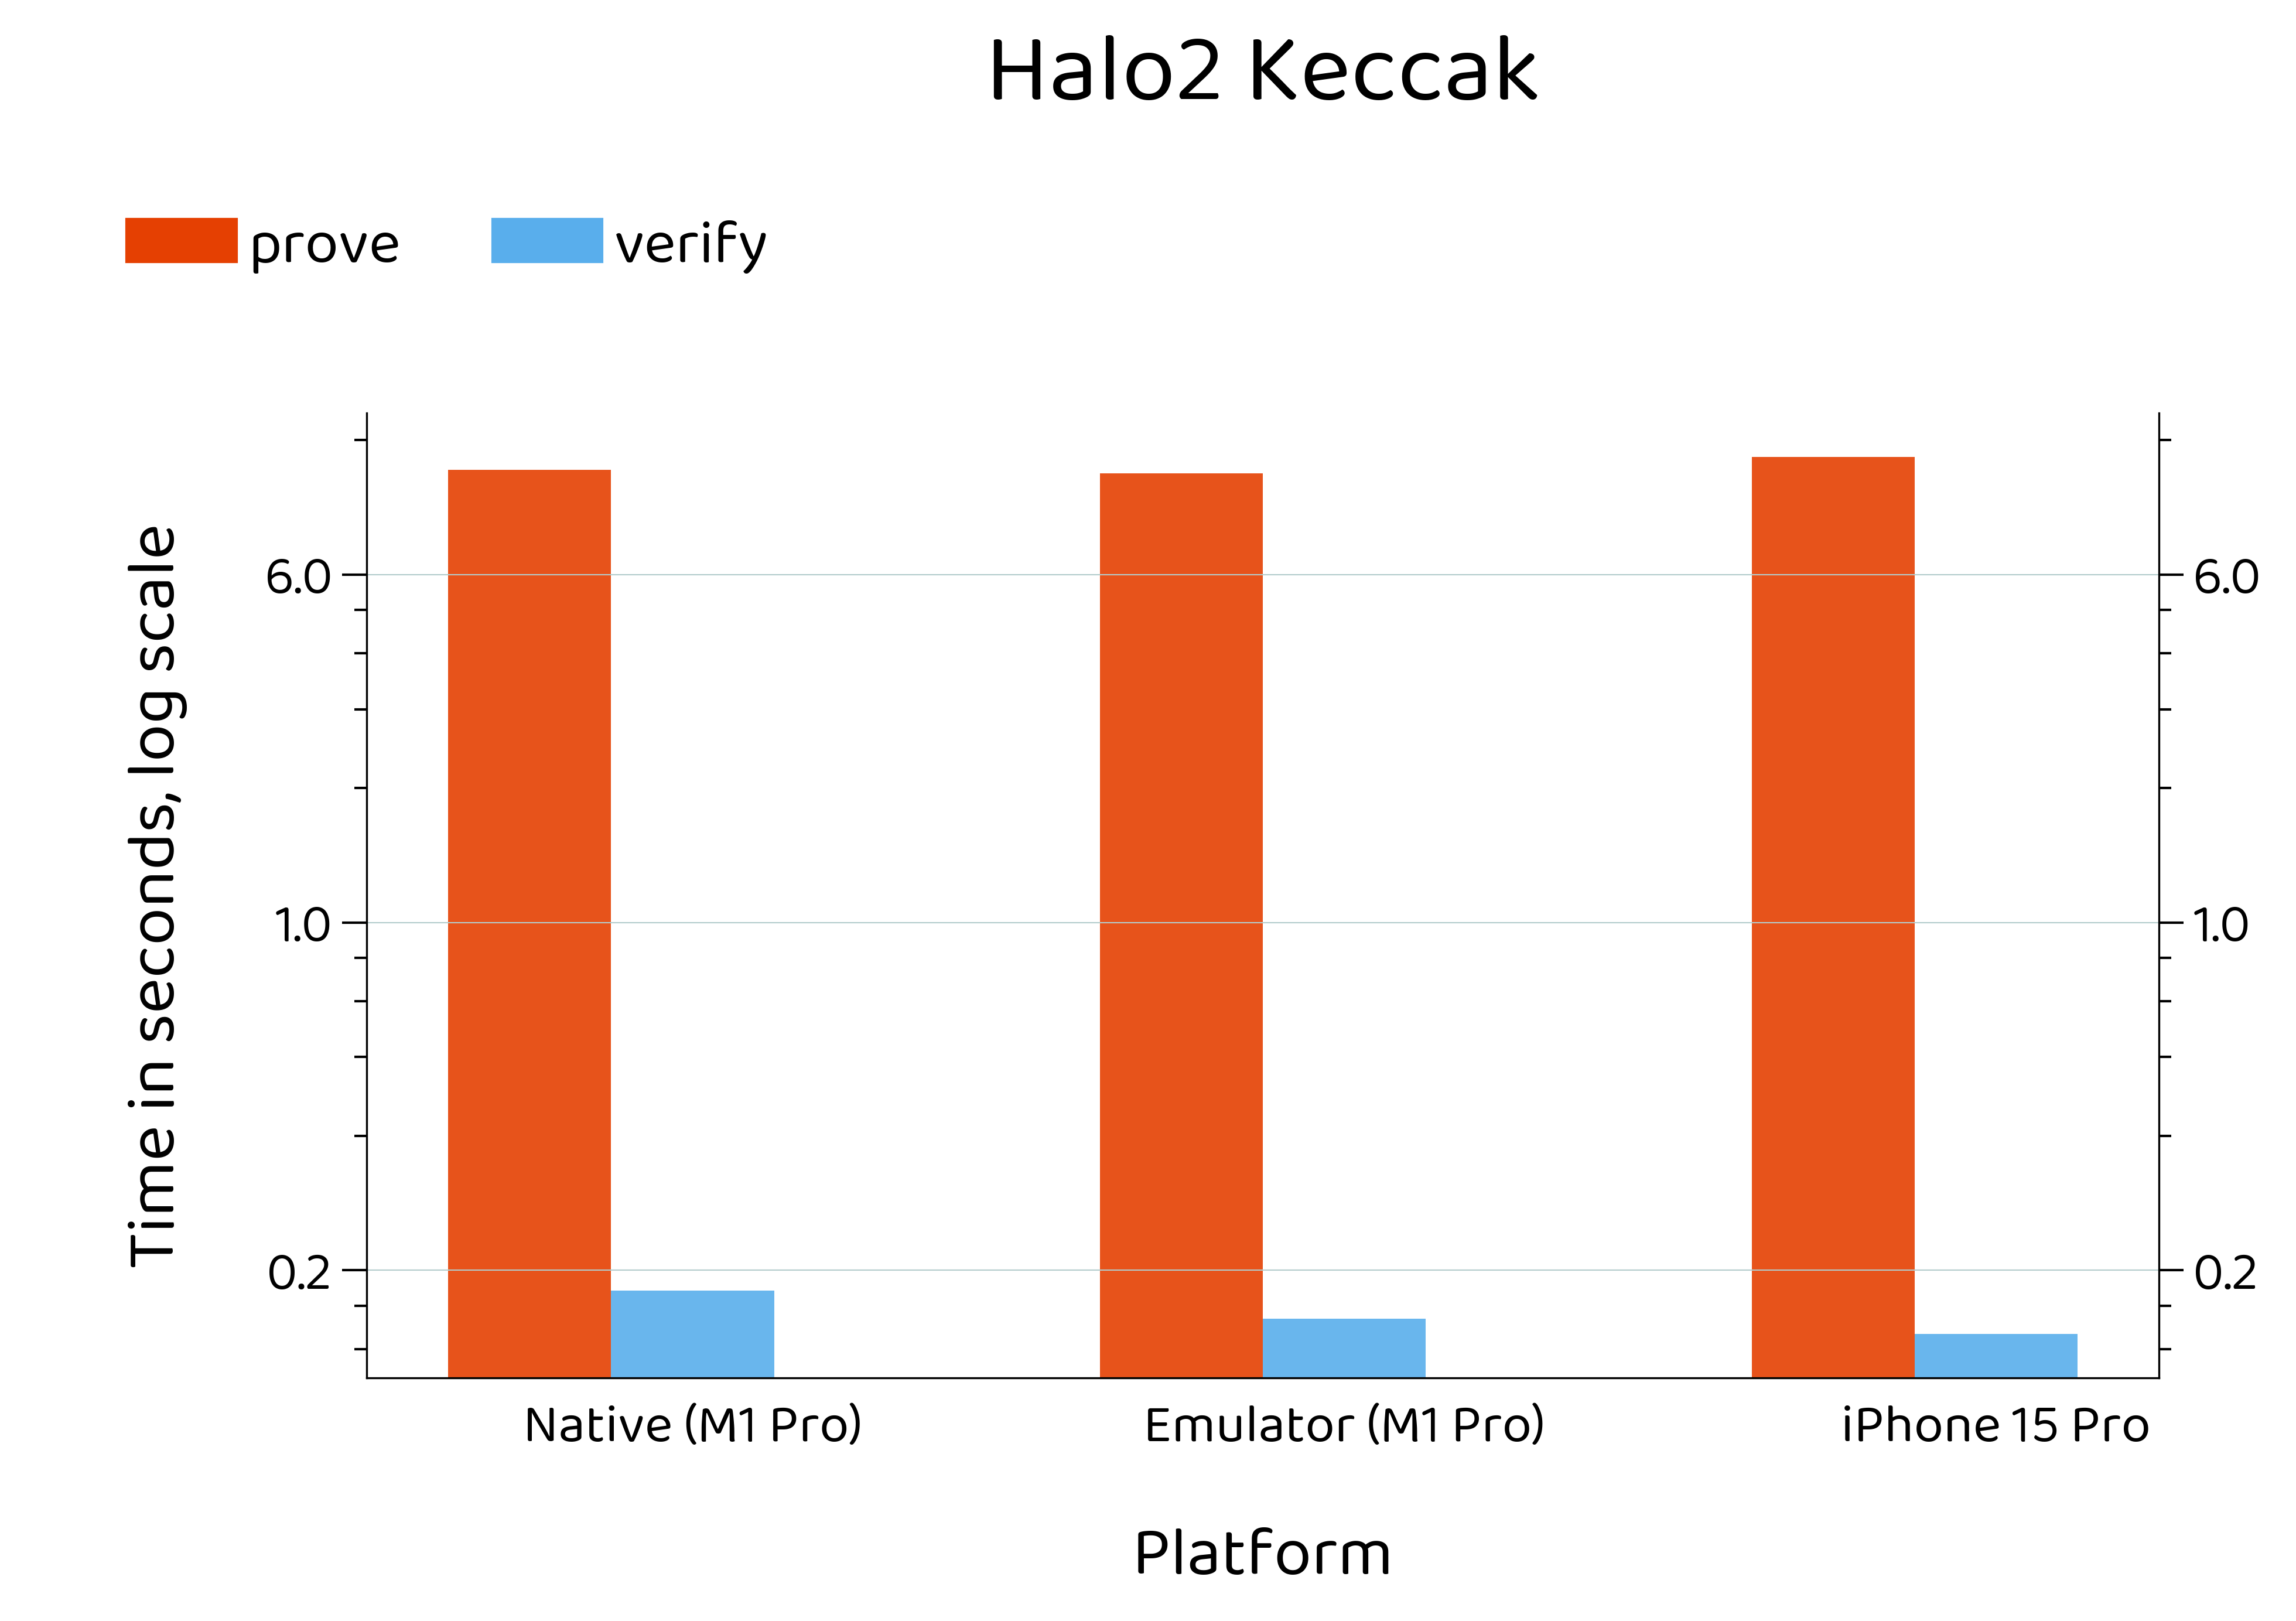 Halo2 Keccak
prove
verify
Time in seconds, log scale
6.0
1.0
0.2
6.0
1.0
0.2
Native (M1 Pro)
Emulator (M1 Pro)
iPhone 15 Pro
Platform